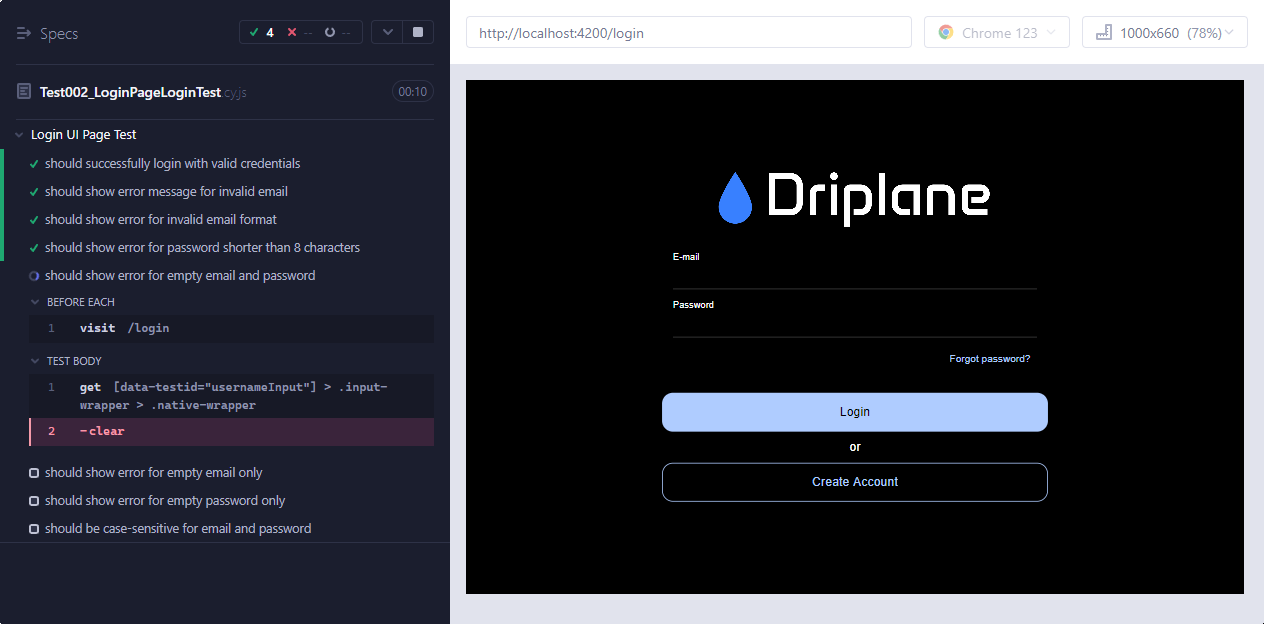 Specs
4
--
--
Test002_LoginPageLoginTest.cy.js
00:10
Login UI Page Test
should successfully login with valid credentials
should show error message for invalid email
should show error for invalid email format
should show error for password shorter than 8 characters
should show error for empty email and password
BEFORE EACH
1 visit /login
TEST BODY
1 get [data-testid="usernameInput"] > .input-
wrapper > .native-wrapper
2 -clear
should show error for empty email only
should show error for empty password only
should be case-sensitive for email and password
http://localhost:4200/login
Chrome 123
1000x660 (78%)
Driplane
E-mail
Password
Forgot password?
Login
or
Create Account